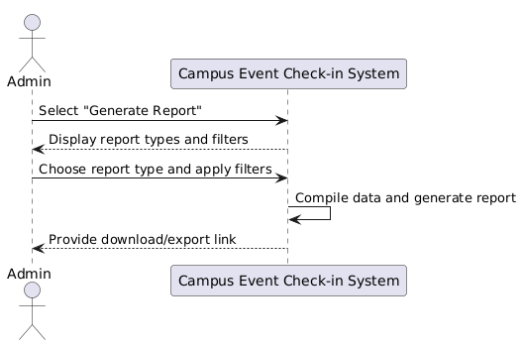 Admin
Campus Event Check-in System
Select "Generate Report"
Display report types and filters
Choose report type and apply filters
Compile data and generate report
Provide download/export link
Admin
Campus Event Check-in System